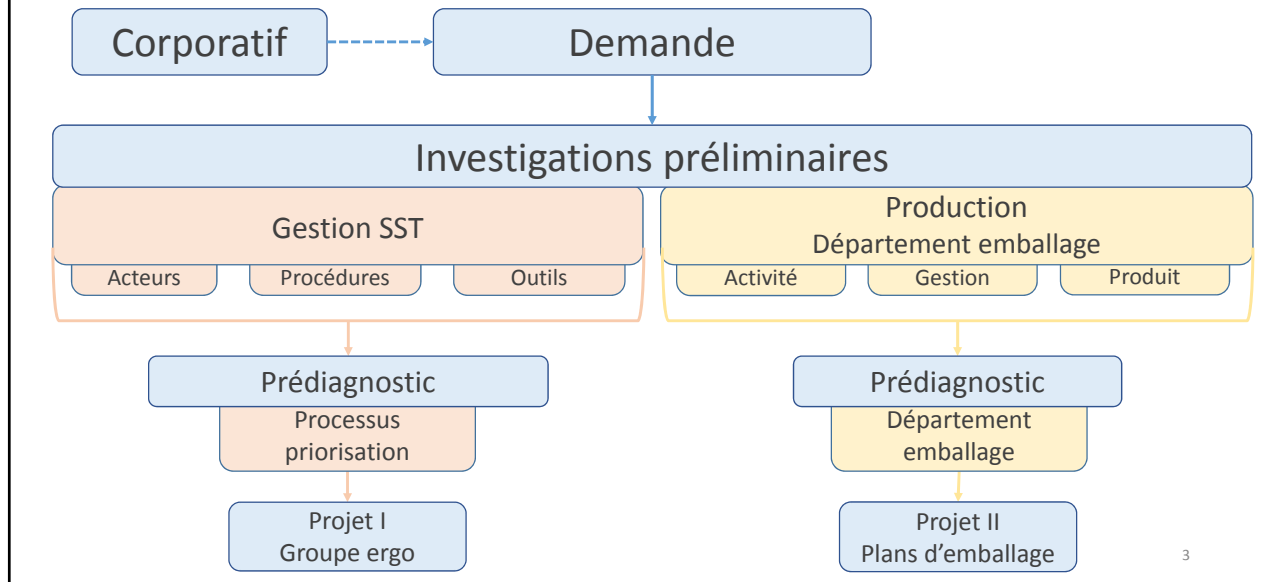 Corporatif
Demande
Investigations préliminaires
Gestion SST
Acteurs
Procédures
Outils
Production
Département emballage
Activité
Gestion
Produit
Prédiagnostic
Processus
priorisation
Projet I
Groupe ergo
Prédiagnostic
Département
emballage
Projet II
Plans d’emballage
3